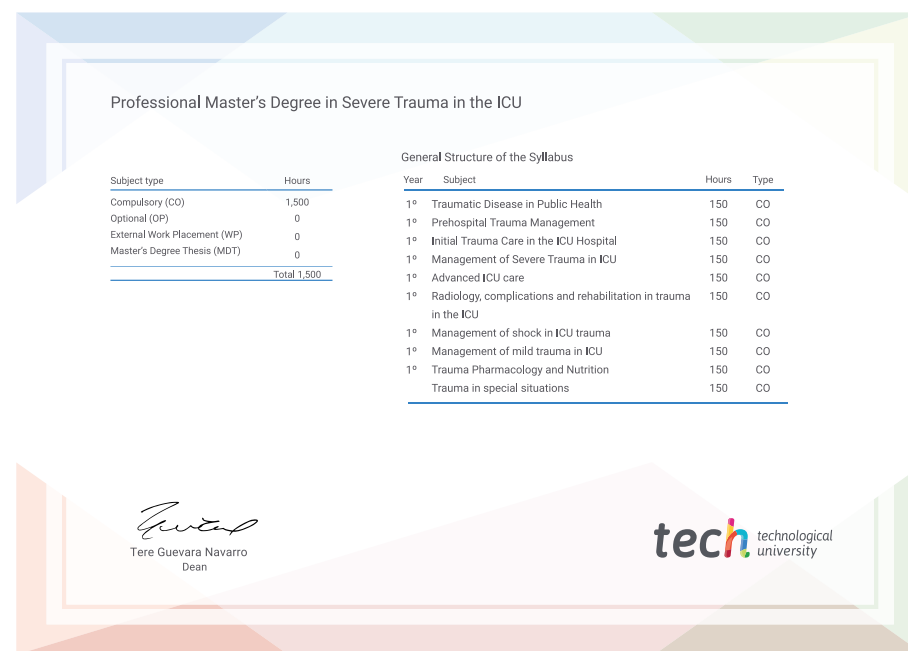 Professional Master's Degree in Severe Trauma in the ICU
General Structure of the Syllabus
Subject type Hours
Compulsory (CO) 1,500
Optional (OP) 0
External Work Placement (WP) 0
Master's Degree Thesis (MDT) 0
Total 1,500
Year Subject Hours Type
1º Traumatic Disease in Public Health 150 CO
1º Prehospital Trauma Management 150 CO
1º Initial Trauma Care in the ICU Hospital 150 CO
1º Management of Severe Trauma in ICU 150 CO
1º Advanced ICU care 150 CO
1º Radiology, complications and rehabilitation in trauma 150 CO
in the ICU
1º Management of shock in ICU trauma 150 CO
1º Management of mild trauma in ICU 150 CO
1º Trauma Pharmacology and Nutrition 150 CO
Trauma in special situations 150 CO
Tere Guevara Navarro
Dean
tech technological
university